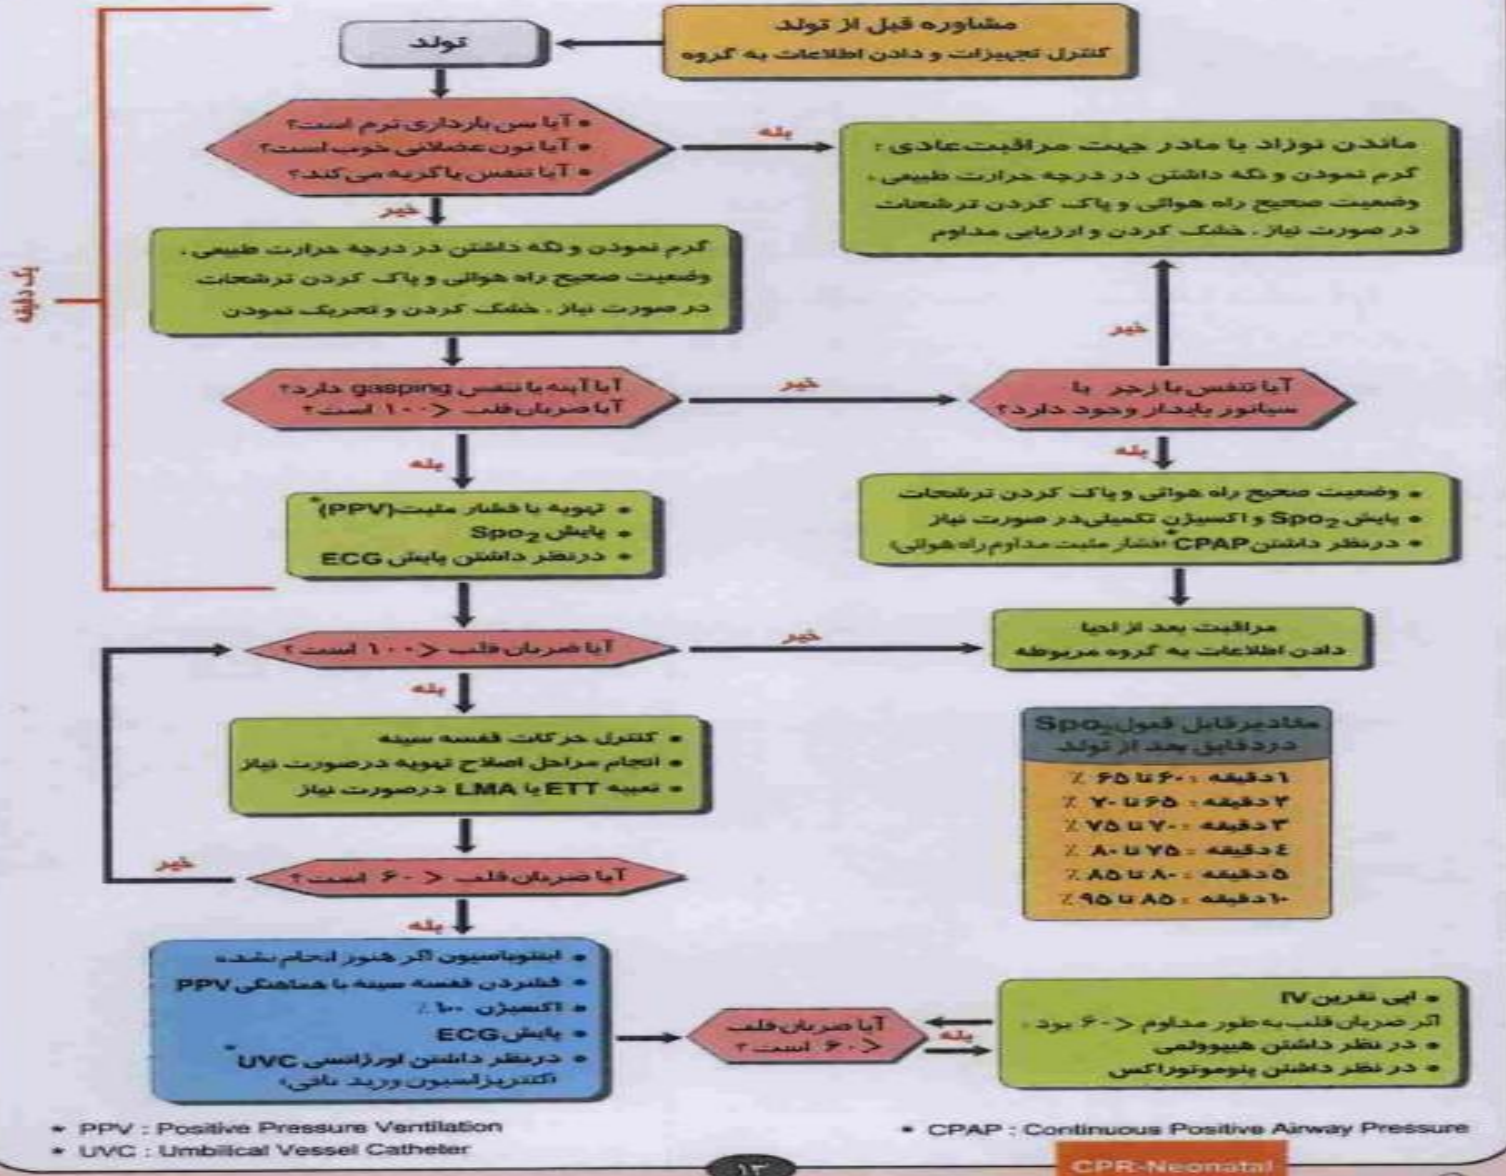 مشاوره قبل از تولد
کنترل تجهیزات و دادن اطلاعات به گروه
تولد
• آیا سن بارداری ترم است؟
• آیا تون عضلانی خوب است؟
• آیا تنفس یا گریه می‌کند؟
بله
ماندن نوزاد با مادر جهت مراقبت عادی :
گرم نمودن و نگه داشتن در درجه حرارت طبیعی ،
وضعیت صحیح راه هوائی و پاک کردن ترشحات
در صورت نیاز ، خشک کردن و ارزیابی مداوم
خیر
گرم نمودن و نگه داشتن در درجه حرارت طبیعی ،
وضعیت صحیح راه هوائی و پاک کردن ترشحات
در صورت نیاز ، خشک کردن و تحریک نمودن
یک دقیقه
آیا آپنه یا تنفس gasping دارد؟
آیا ضربان قلب < ۱۰۰ است ؟
خیر
آیا تنفس با زجر یا
سیانوز پایدار وجود دارد؟
خیر
بله
• تهویه با فشار مثبت (PPV)*
• پایش Spo2
• درنظر داشتن پایش ECG
بله
• وضعیت صحیح راه هوائی و پاک کردن ترشحات
• پایش Spo2 و اکسیژن تکمیلی در صورت نیاز
• درنظر داشتن CPAP* (فشار مثبت مداوم راه هوائی)
آیا ضربان قلب < ۱۰۰ است ؟
خیر
مراقبت بعد از احیا
دادن اطلاعات به گروه مربوطه
بله
• کنترل حرکات قفسه سینه
• انجام مراحل اصلاح تهویه درصورت نیاز
• تعبیه ETT یا LMA درصورت نیاز
مقادیر قابل قبول Spo2
دردقایق بعد از تولد
۱ دقیقه : ۶۰ تا ۶۵ ٪
۲ دقیقه : ۶۵ تا ۷۰ ٪
۳ دقیقه : ۷۰ تا ۷۵ ٪
٤ دقیقه : ۷۵ تا ۸۰ ٪
۵ دقیقه : ۸۰ تا ۸۵ ٪
۱۰ دقیقه : ۸۵ تا ۹۵ ٪
آیا ضربان قلب < ۶۰ است ؟
خیر
بله
• اینتوباسیون اگر هنوز انجام نشده
• فشردن قفسه سینه با هماهنگی PPV
• اکسیژن ۱۰۰ ٪
• پایش ECG
• درنظر داشتن اورژانسی UVC*
(کتتریزاسیون ورید نافی)
آیا ضربان قلب
< ۶۰ است ؟
بله
• اپی نفرین IV
اگر ضربان قلب به طور مداوم < ۶۰ بود :
• در نظر داشتن هیپوولمی
• در نظر داشتن پنوموتوراکس
* PPV : Positive Pressure Ventilation
* UVC : Umbilical Vessel Catheter
* CPAP : Continuous Positive Airway Pressure
۱۳
CPR-Neonatal